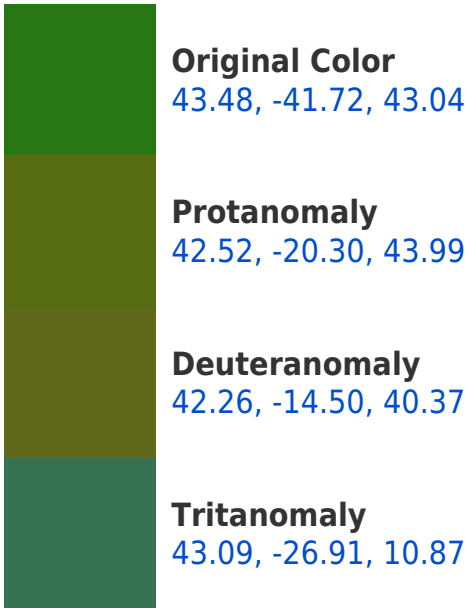 Original Color
43.48, -41.72, 43.04
Protanomaly
42.52, -20.30, 43.99
Deuteranomaly
42.26, -14.50, 40.37
Tritanomaly
43.09, -26.91, 10.87